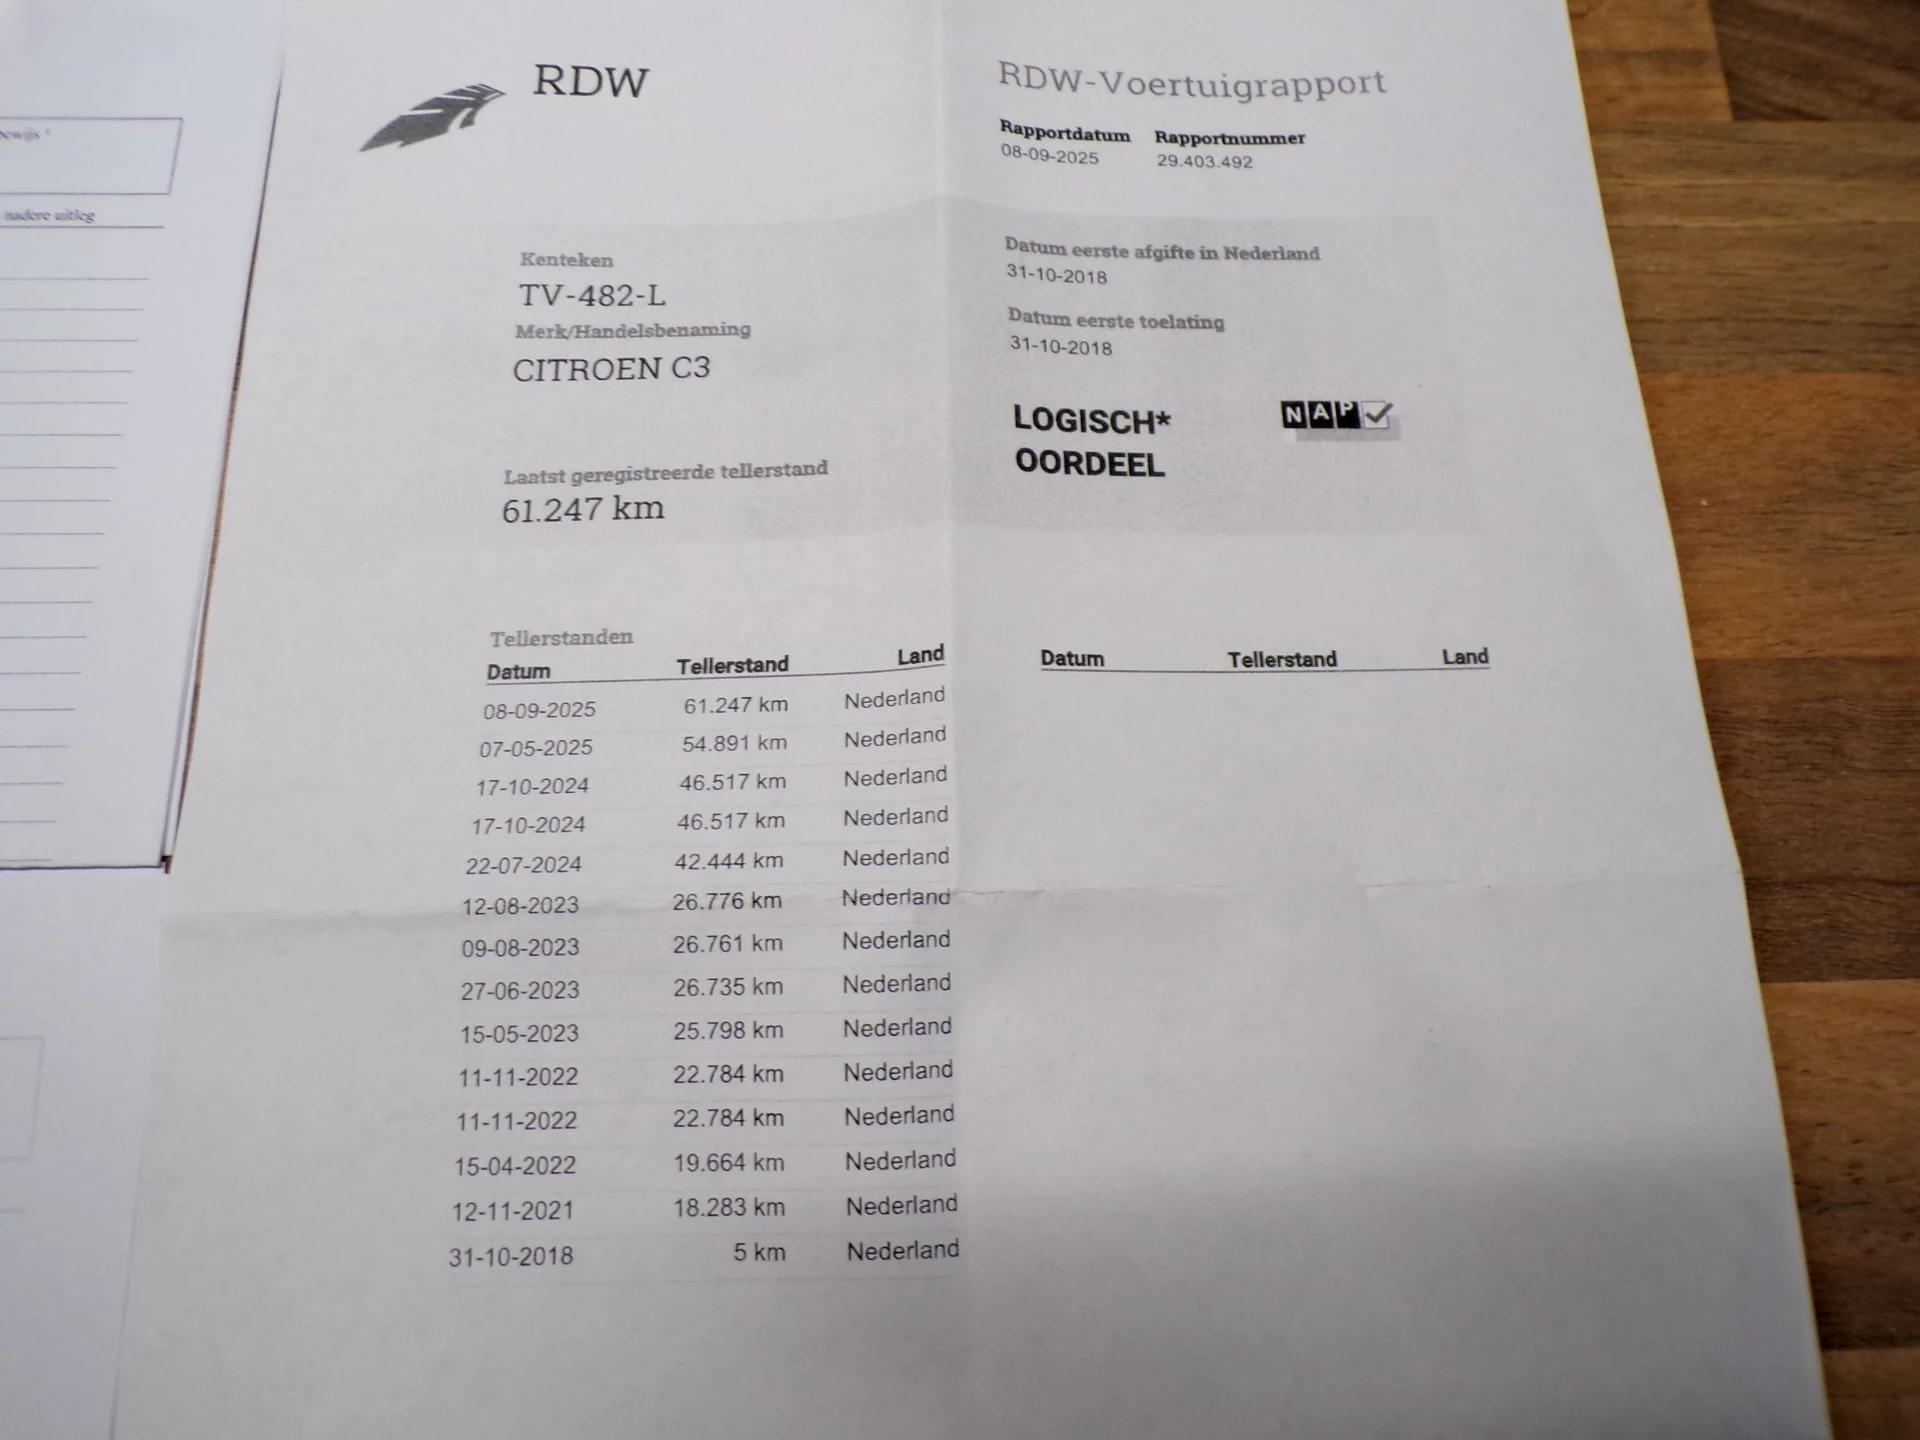 RDW
RDW-Voertuigrapport
Rapportdatum Rapportnummer
08-09-2025 29.403.492
bewijs ²
nadere uitleg
Kenteken
TV-482-L
Merk/Handelsbenaming
CITROEN C3
Laatst geregistreerde tellerstand
61.247 km
Datum eerste afgifte in Nederland
31-10-2018
Datum eerste toelating
31-10-2018
LOGISCH*
OORDEEL
NAP
Tellerstanden
Datum Tellerstand Land
08-09-2025 61.247 km Nederland
07-05-2025 54.891 km Nederland
17-10-2024 46.517 km Nederland
17-10-2024 46.517 km Nederland
22-07-2024 42.444 km Nederland
12-08-2023 26.776 km Nederland
09-08-2023 26.761 km Nederland
27-06-2023 26.735 km Nederland
15-05-2023 25.798 km Nederland
11-11-2022 22.784 km Nederland
11-11-2022 22.784 km Nederland
15-04-2022 19.664 km Nederland
12-11-2021 18.283 km Nederland
31-10-2018 5 km Nederland
Datum Tellerstand Land